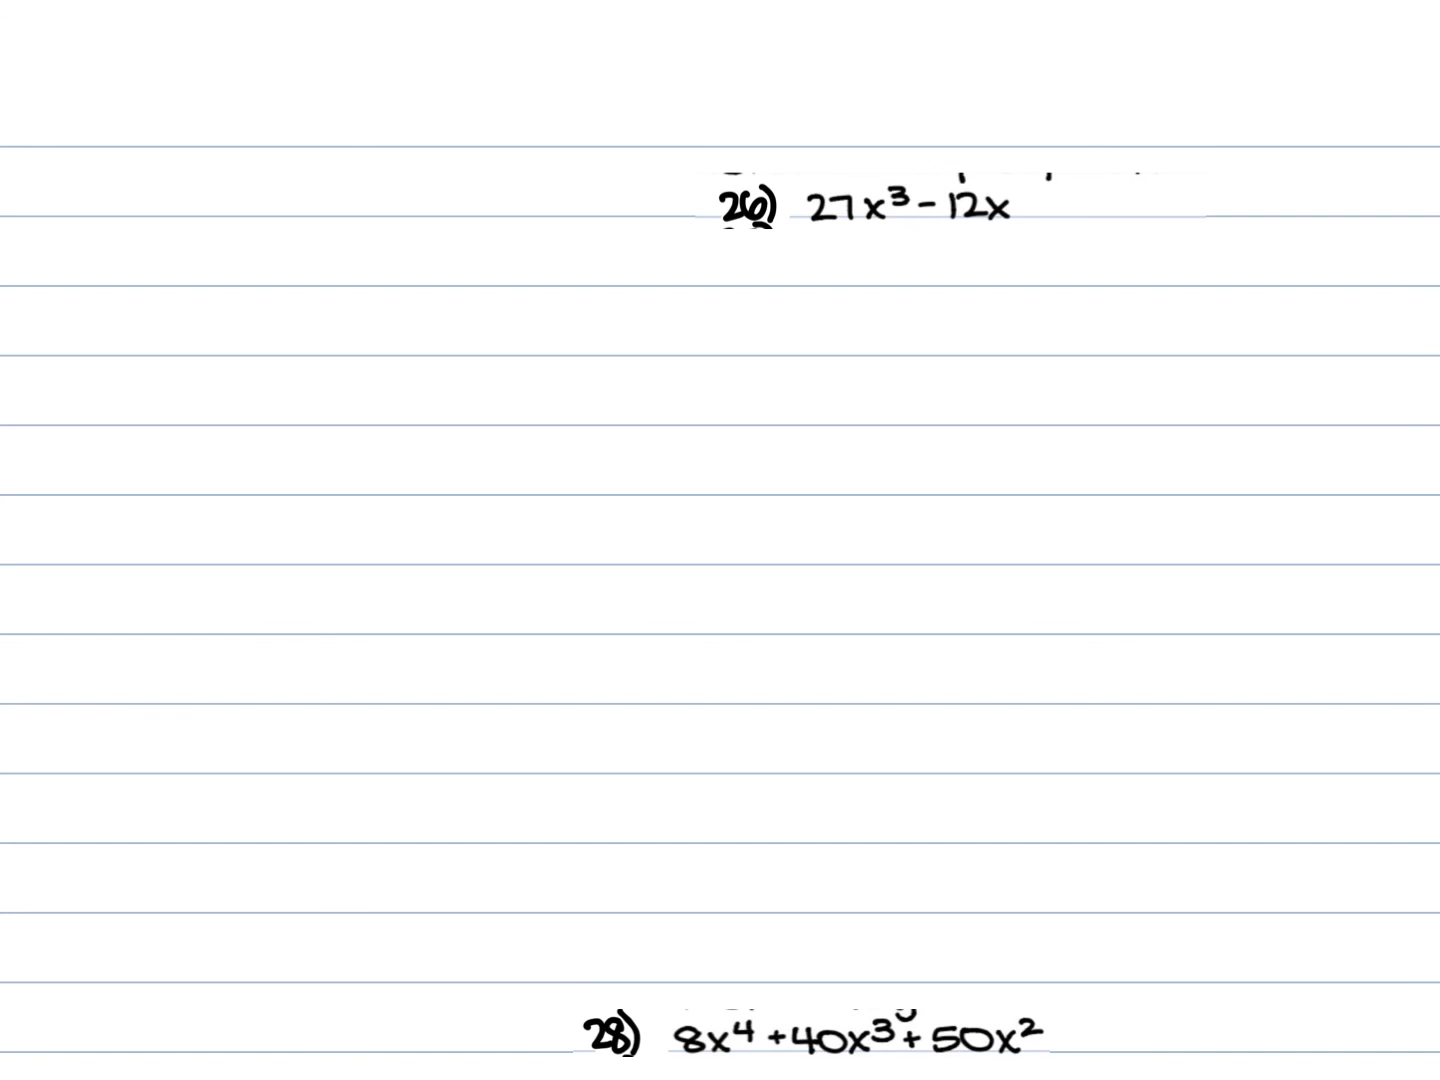 26) 27x³ - 12x
28) 8x⁴ + 40x³ + 50x²